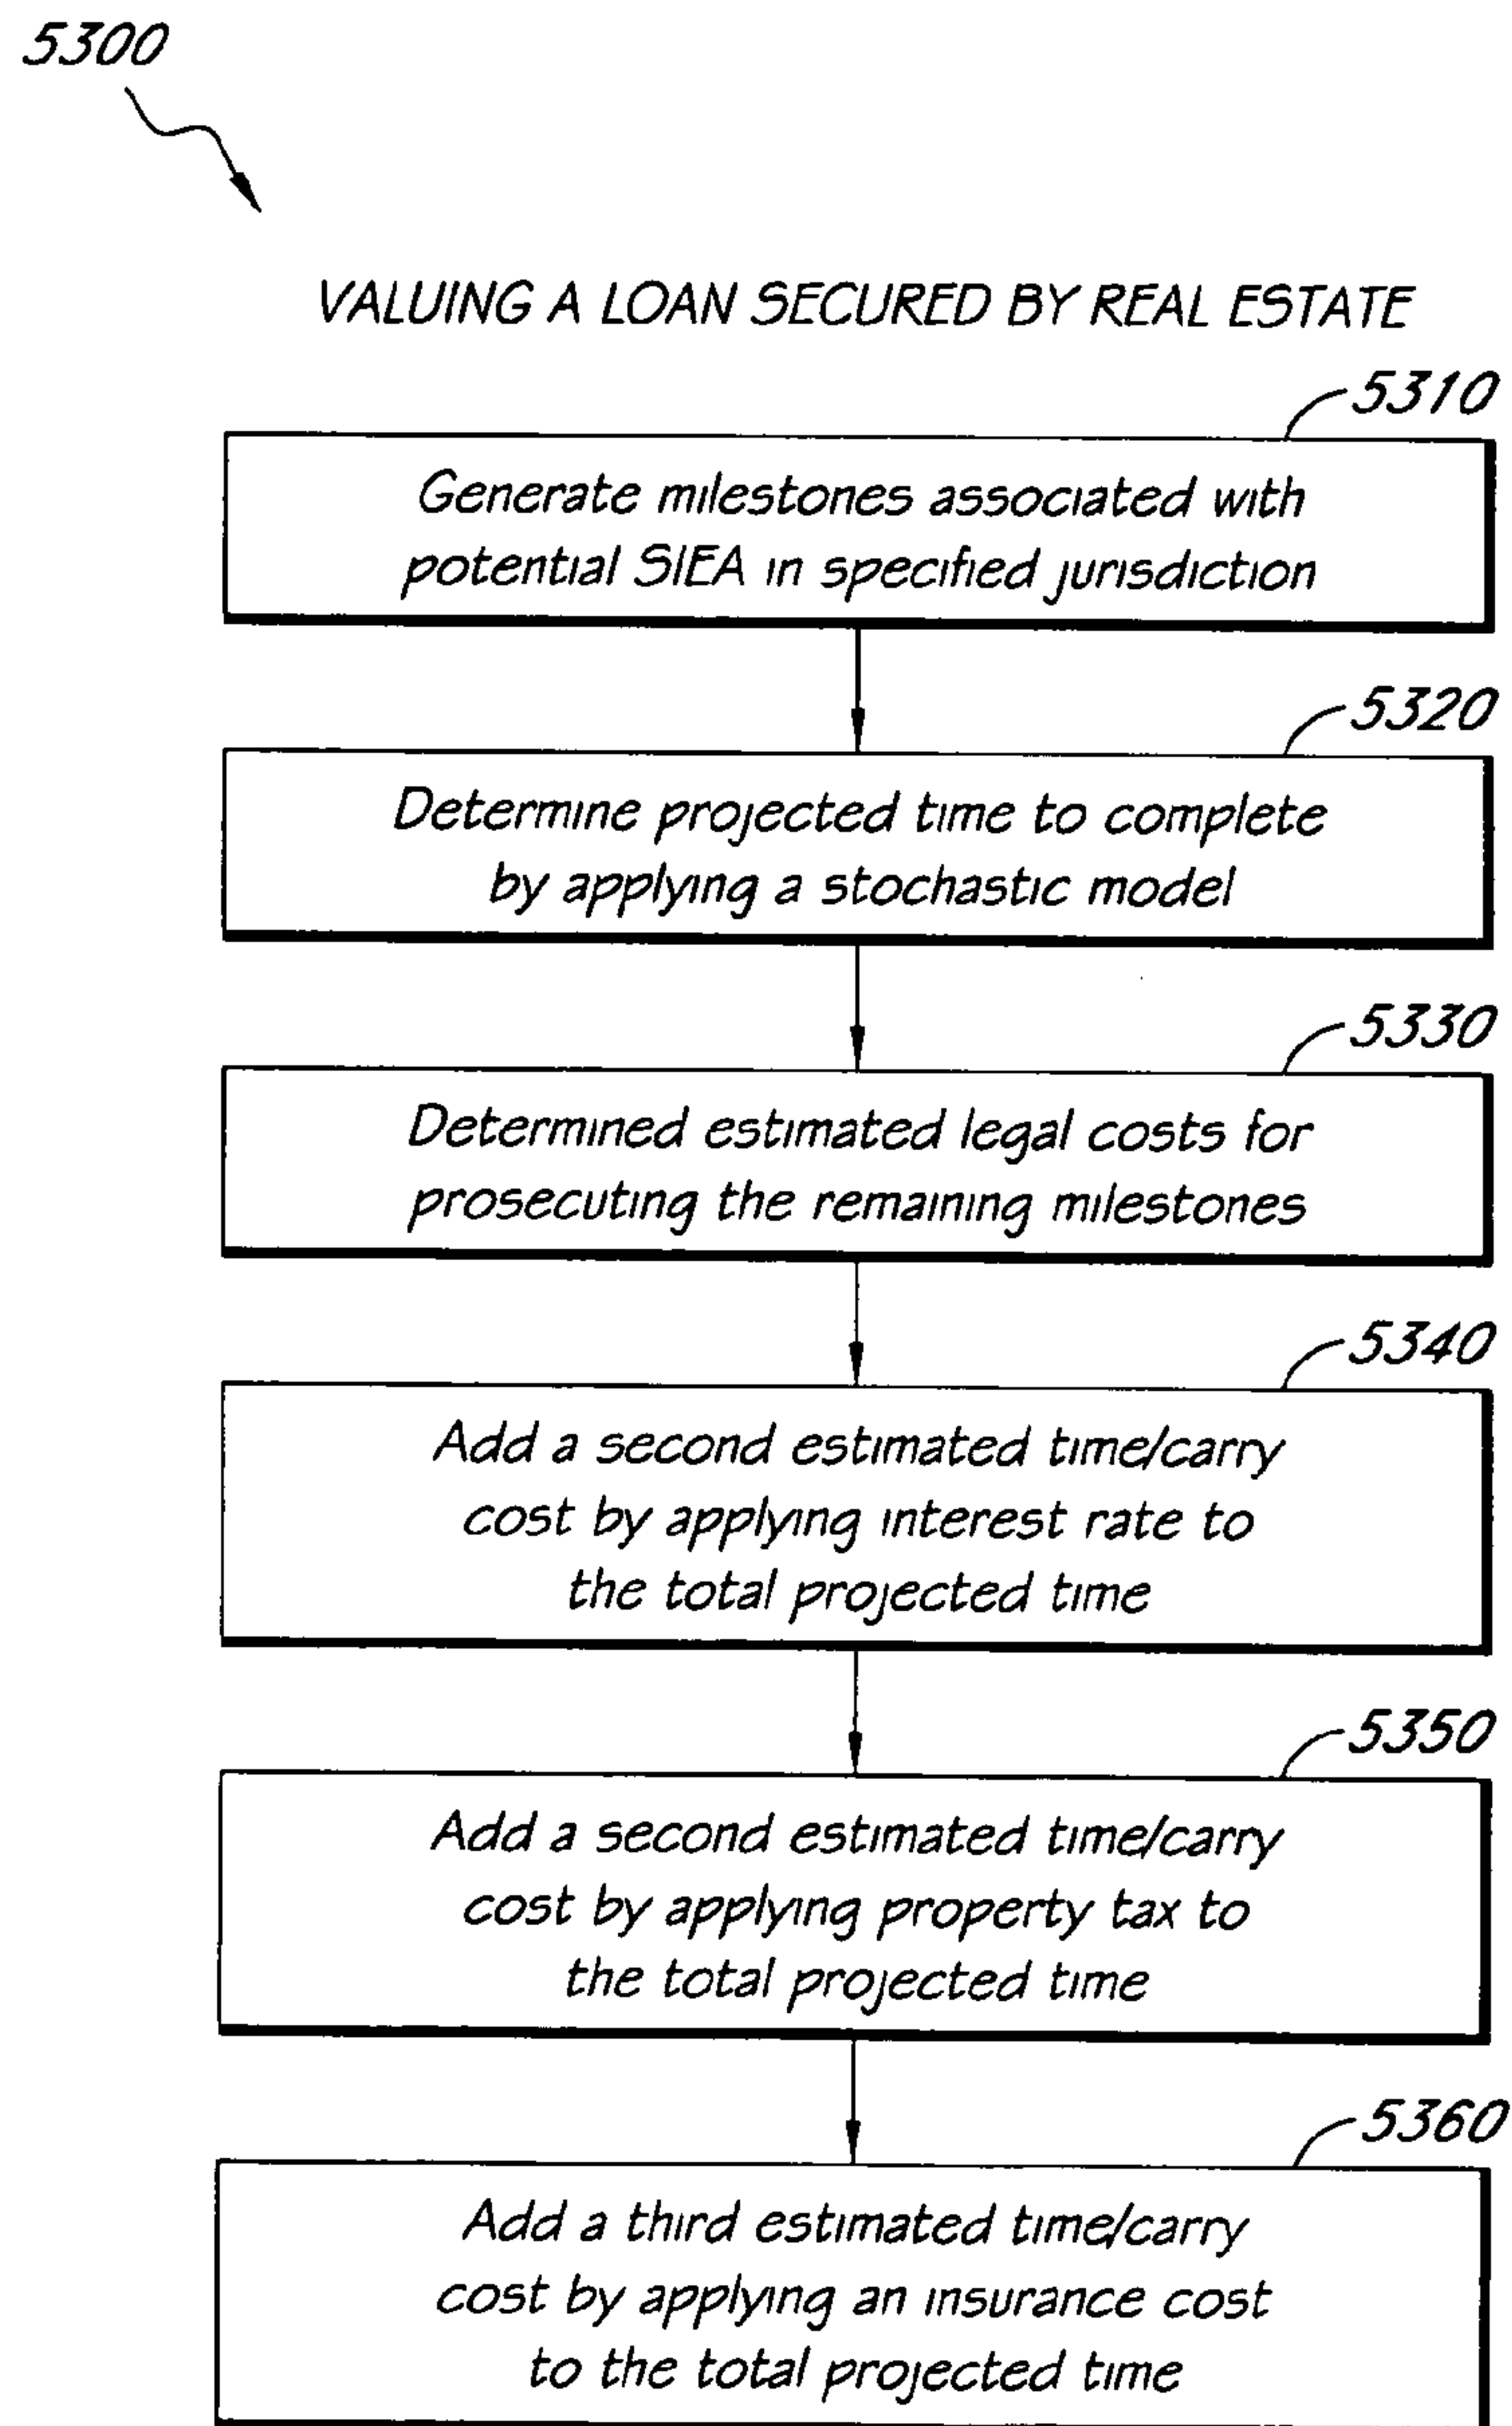 5300
VALUING A LOAN SECURED BY REAL ESTATE
5310
Generate milestones associated with
potential SIEA in specified jurisdiction
5320
Determine projected time to complete
by applying a stochastic model
5330
Determined estimated legal costs for
prosecuting the remaining milestones
5340
Add a second estimated time/carry
cost by applying interest rate to
the total projected time
5350
Add a second estimated time/carry
cost by applying property tax to
the total projected time
5360
Add a third estimated time/carry
cost by applying an insurance cost
to the total projected time